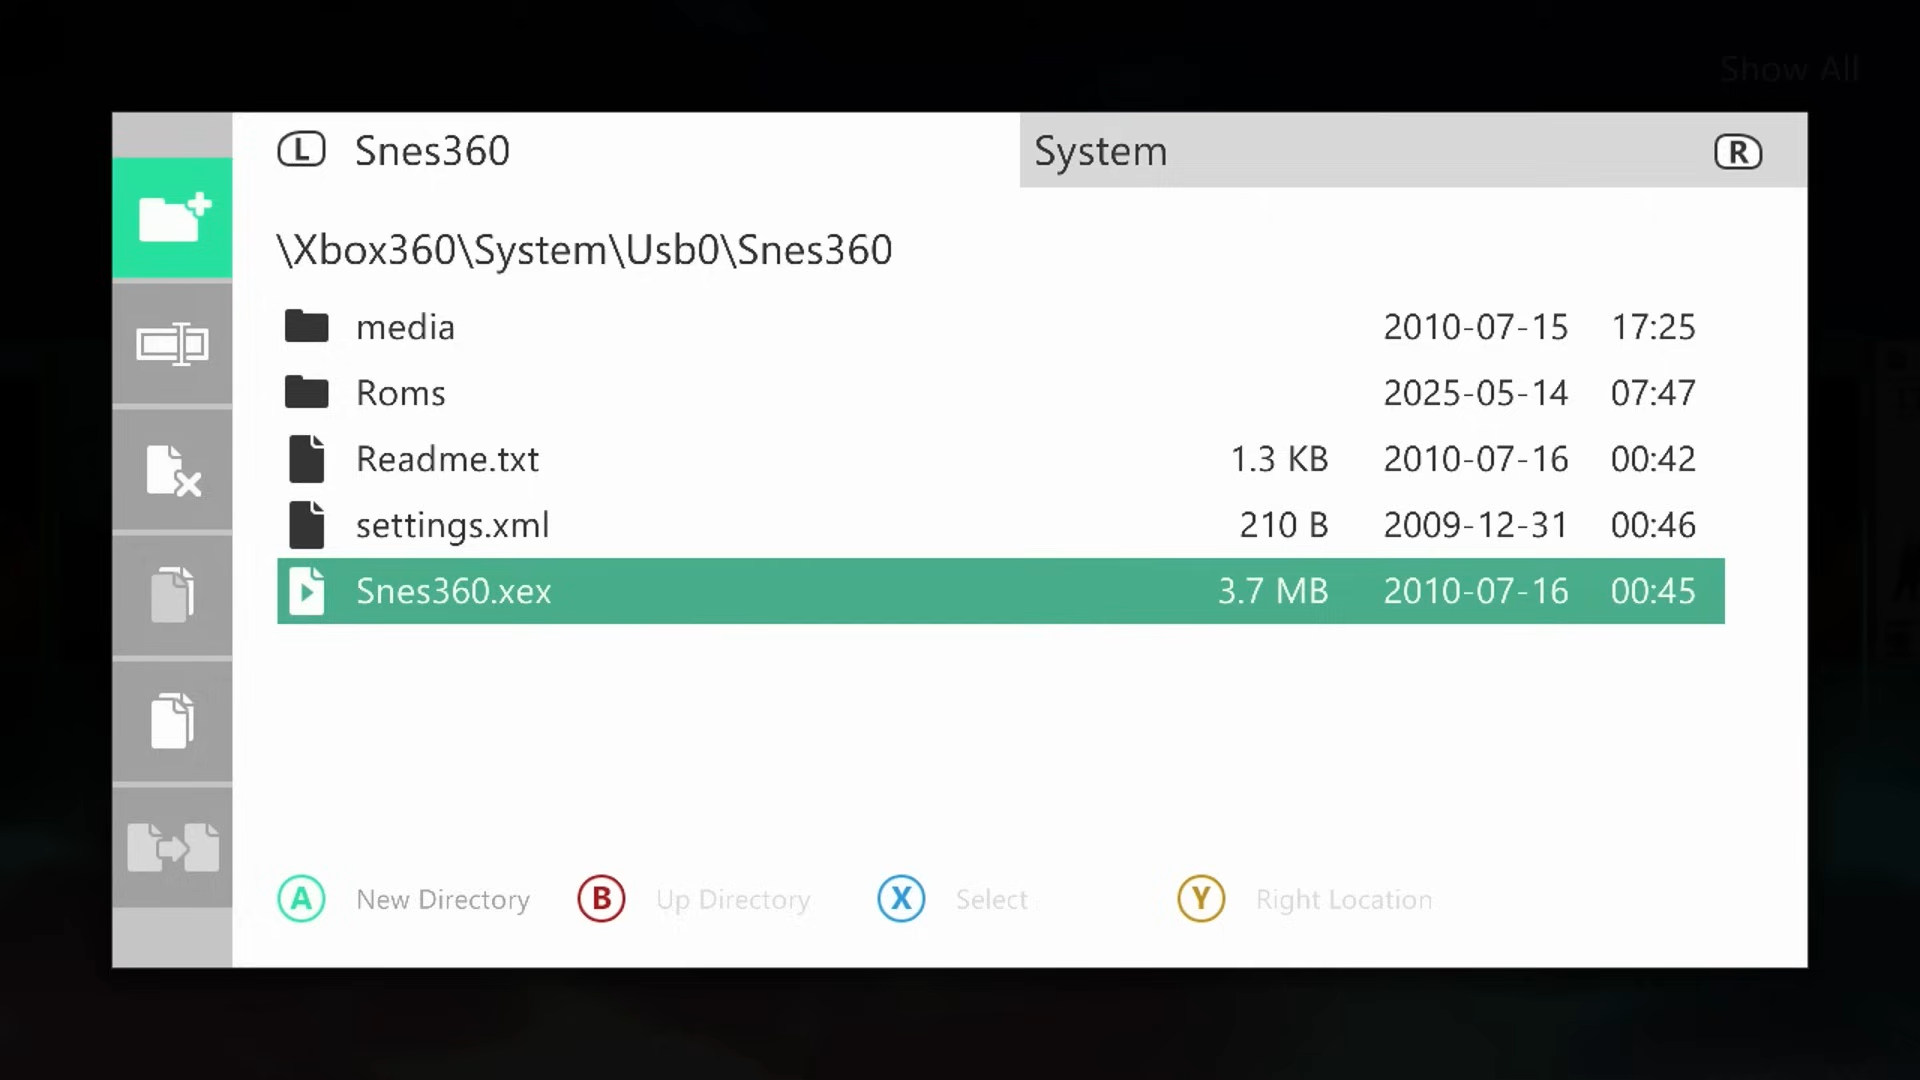 Show All
L Snes360
System R
\Xbox360\System\Usb0\Snes360
media 2010-07-15 17:25
Roms 2025-05-14 07:47
Readme.txt 1.3 KB 2010-07-16 00:42
settings.xml 210 B 2009-12-31 00:46
Snes360.xex 3.7 MB 2010-07-16 00:45
A New Directory B Up Directory X Select Y Right Location